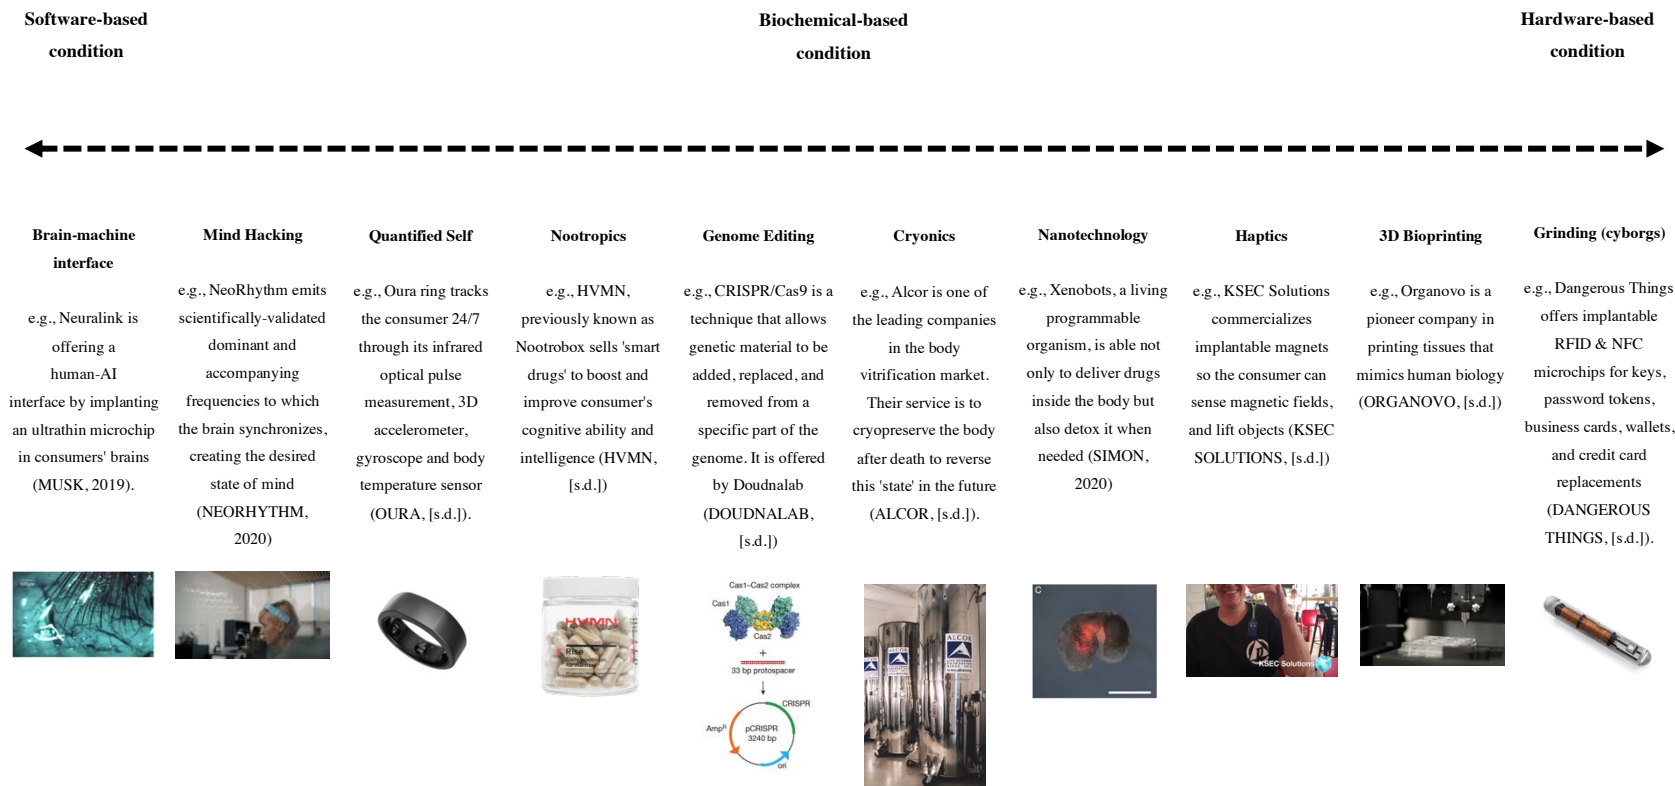 Software-based
condition
Biochemical-based
condition
Hardware-based
condition
Brain-machine
interface
e.g., Neuralink is
offering a
human-AI
interface by implanting
an ultrathin microchip
in consumers' brains
(MUSK, 2019).
Mind Hacking
e.g., NeoRhythm emits
scientifically-validated
dominant and
accompanying
frequencies to which
the brain synchronizes,
creating the desired
state of mind
(NEORHYTHM,
2020)
Quantified Self
e.g., Oura ring tracks
the consumer 24/7
through its infrared
optical pulse
measurement, 3D
accelerometer,
gyroscope and body
temperature sensor
(OURA, [s.d.]).
Nootropics
e.g., HVMN,
previously known as
Nootrobox sells 'smart
drugs' to boost and
improve consumer's
cognitive ability and
intelligence (HVMN,
[s.d.])
HVMN
Rise
Genome Editing
e.g., CRISPR/Cas9 is a
technique that allows
genetic material to be
added, replaced, and
removed from a
specific part of the
genome. It is offered
by Doudnalab
(DOUDNALAB,
[s.d.])
Cas1–Cas2 complex
Cas1
Cas2
+
33 bp protospacer
CRISPR
AmpR
pCRISPR
3240 bp
ori
Cryonics
e.g., Alcor is one of
the leading companies
in the body
vitrification market.
Their service is to
cryopreserve the body
after death to reverse
this 'state' in the future
(ALCOR, [s.d.]).
ALCOR
ALCOR
ALCOR
Nanotechnology
e.g., Xenobots, a living
programmable
organism, is able not
only to deliver drugs
inside the body but
also detox it when
needed (SIMON,
2020)
C
Haptics
e.g., KSEC Solutions
commercializes
implantable magnets
so the consumer can
sense magnetic fields,
and lift objects (KSEC
SOLUTIONS, [s.d.])
KSEC Solutions
3D Bioprinting
e.g., Organovo is a
pioneer company in
printing tissues that
mimics human biology
(ORGANOVO, [s.d.])
Grinding (cyborgs)
e.g., Dangerous Things
offers implantable
RFID & NFC
microchips for keys,
password tokens,
business cards, wallets,
and credit card
replacements
(DANGEROUS
THINGS, [s.d.]).